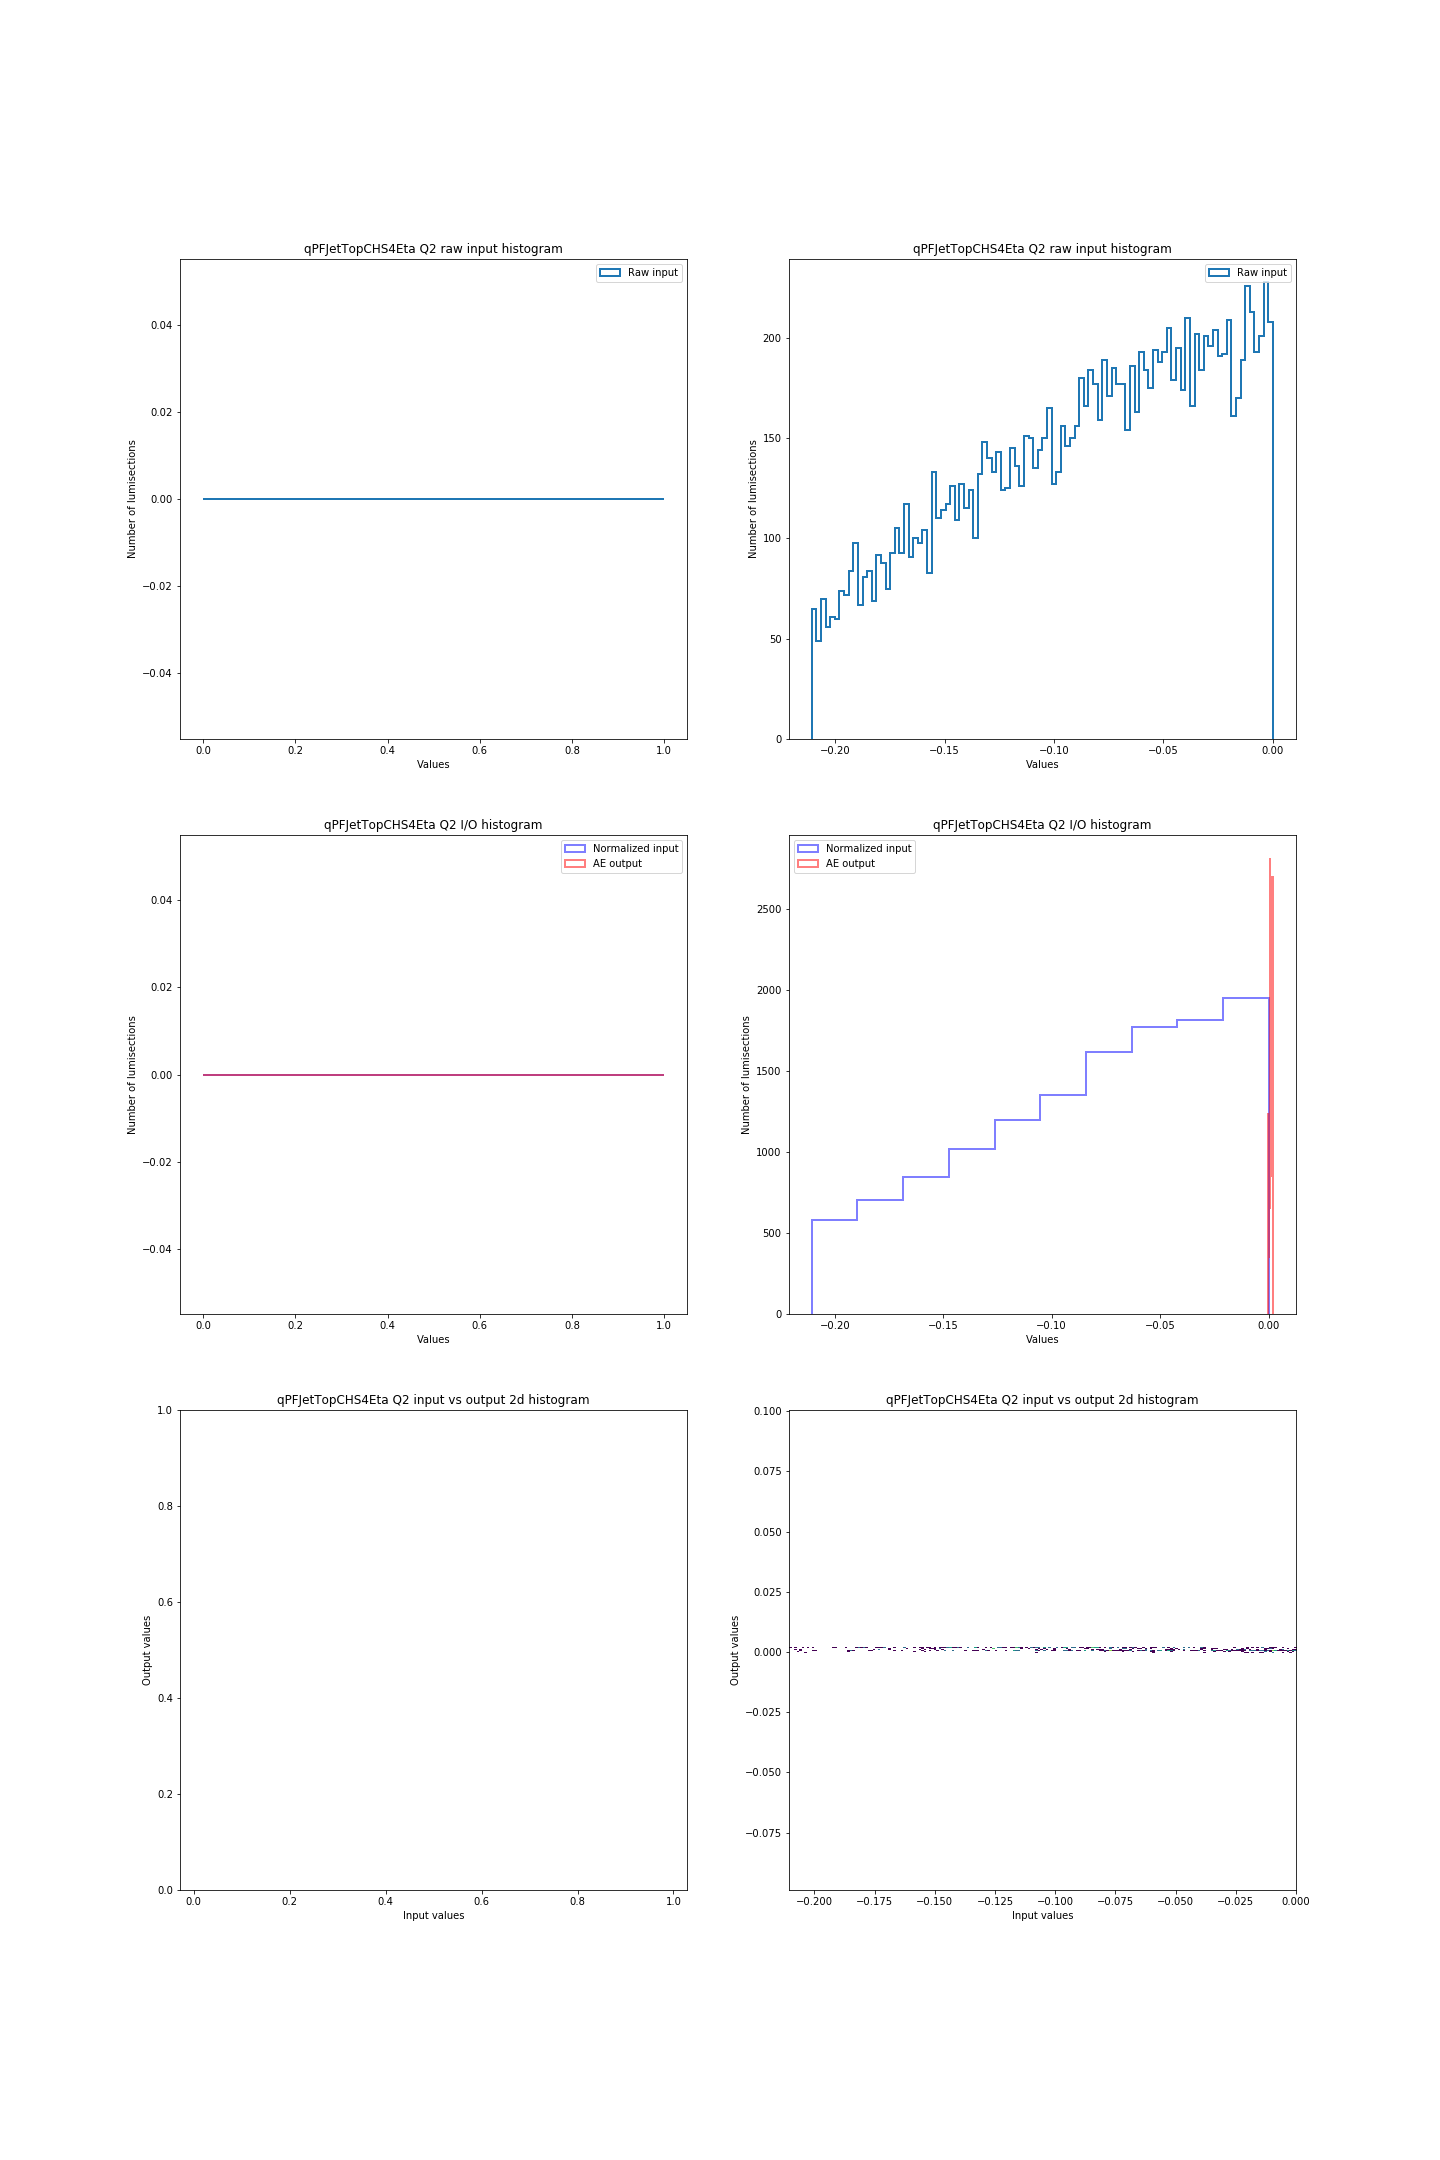 qPFJetTopCHS4Eta Q2 raw input histogram
Raw input
0.04
0.02
0.00
−0.02
−0.04
Number of lumisections
0.0 0.2 0.4 0.6 0.8 1.0
Values
qPFJetTopCHS4Eta Q2 raw input histogram
Raw input
200
150
100
50
0
Number of lumisections
−0.20 −0.15 −0.10 −0.05 0.00
Values
qPFJetTopCHS4Eta Q2 I/O histogram
Normalized input
AE output
0.04
0.02
0.00
−0.02
−0.04
Number of lumisections
0.0 0.2 0.4 0.6 0.8 1.0
Values
qPFJetTopCHS4Eta Q2 I/O histogram
Normalized input
AE output
2500
2000
1500
1000
500
0
Number of lumisections
−0.20 −0.15 −0.10 −0.05 0.00
Values
qPFJetTopCHS4Eta Q2 input vs output 2d histogram
1.0
0.8
0.6
0.4
0.2
0.0
Output values
0.0 0.2 0.4 0.6 0.8 1.0
Input values
qPFJetTopCHS4Eta Q2 input vs output 2d histogram
0.100
0.075
0.050
0.025
0.000
−0.025
−0.050
−0.075
Output values
−0.200 −0.175 −0.150 −0.125 −0.100 −0.075 −0.050 −0.025 0.000
Input values